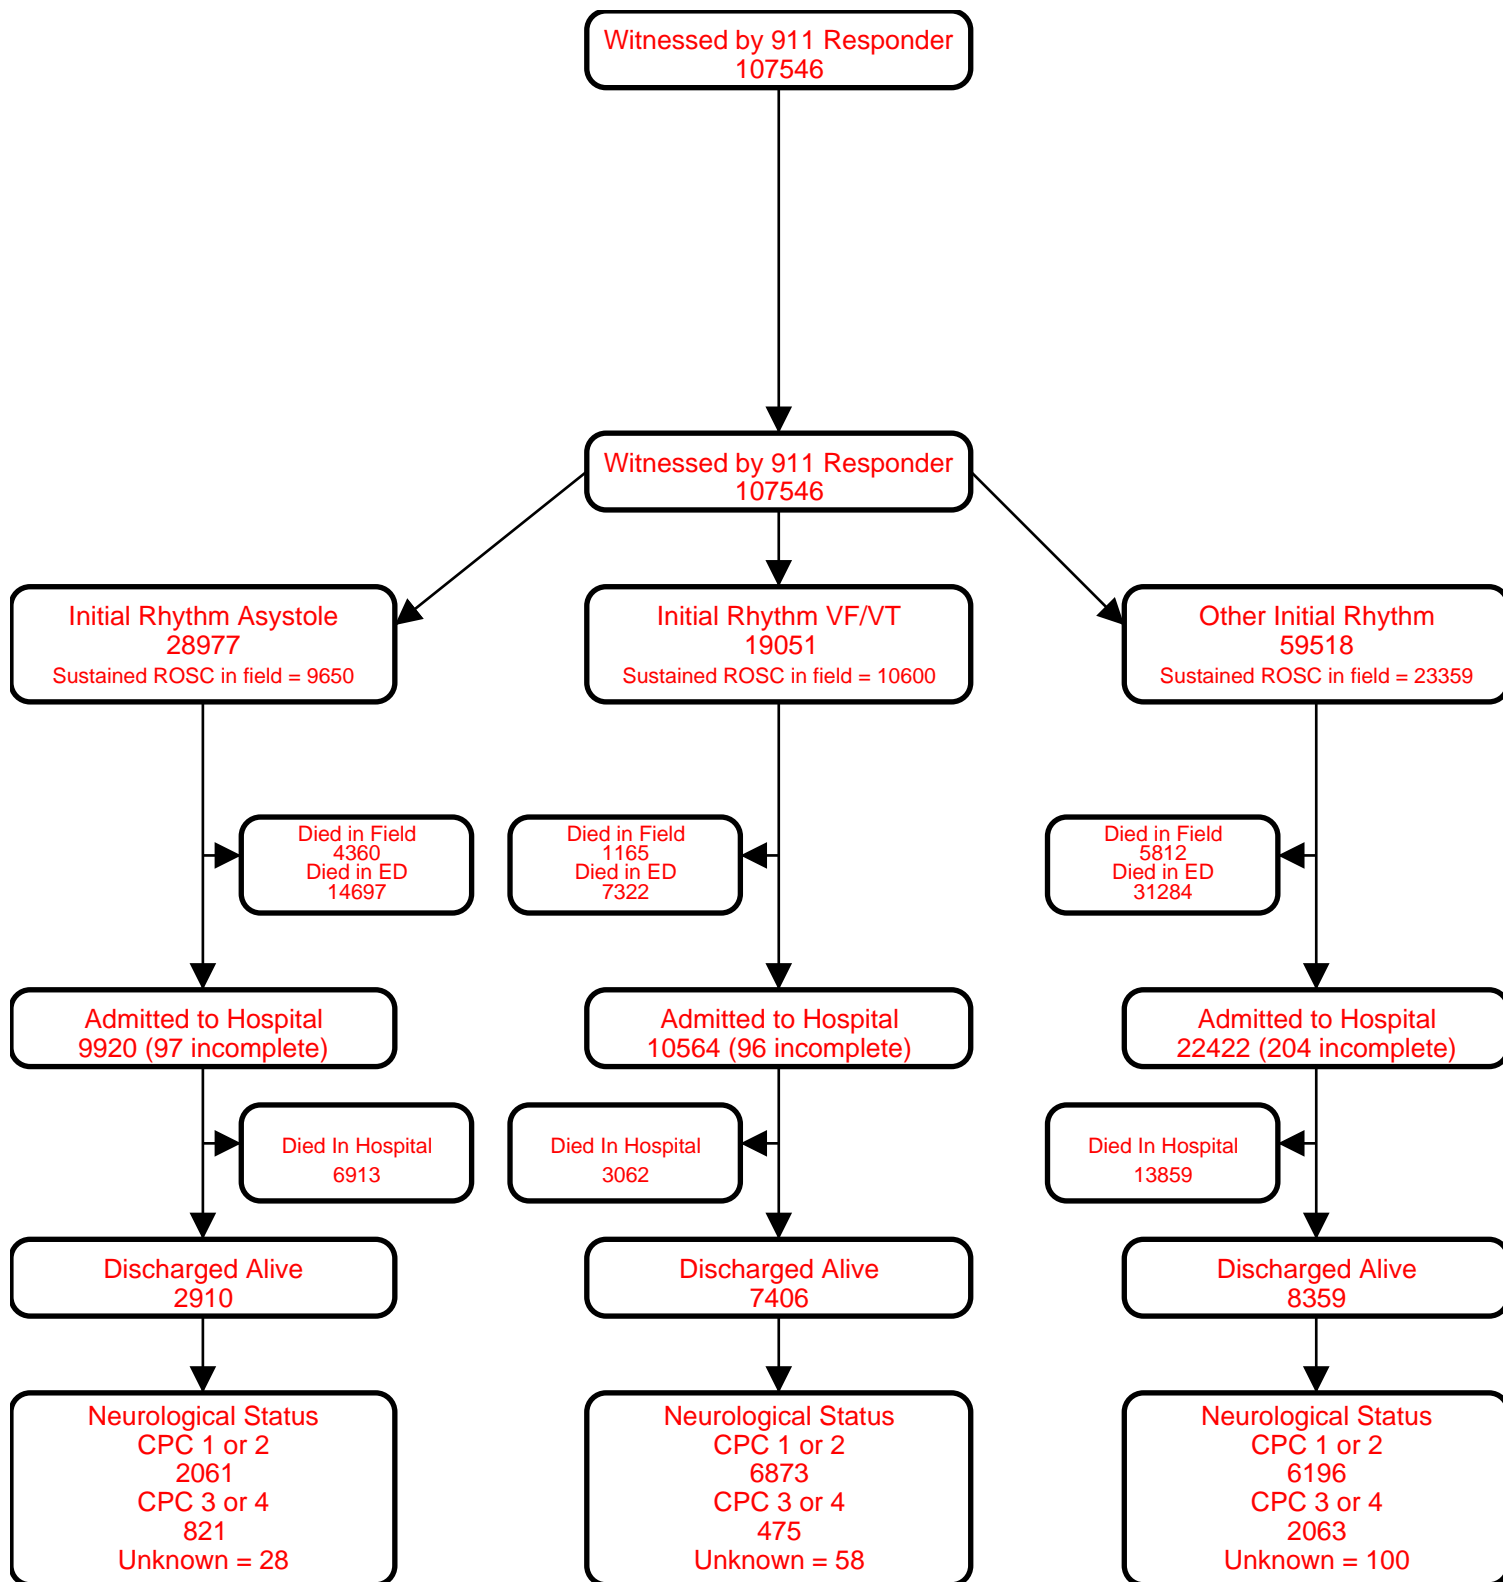 Witnessed by 911 Responder
107546
Witnessed by 911 Responder
107546
Initial Rhythm Asystole
28977
Sustained ROSC in field = 9650
Initial Rhythm VF/VT
19051
Sustained ROSC in field = 10600
Other Initial Rhythm
59518
Sustained ROSC in field = 23359
Died in Field
4360
Died in ED
14697
Died in Field
1165
Died in ED
7322
Died in Field
5812
Died in ED
31284
Admitted to Hospital
9920 (97 incomplete)
Admitted to Hospital
10564 (96 incomplete)
Admitted to Hospital
22422 (204 incomplete)
Died In Hospital
6913
Died In Hospital
3062
Died In Hospital
13859
Discharged Alive
2910
Discharged Alive
7406
Discharged Alive
8359
Neurological Status
CPC 1 or 2
2061
CPC 3 or 4
821
Unknown = 28
Neurological Status
CPC 1 or 2
6873
CPC 3 or 4
475
Unknown = 58
Neurological Status
CPC 1 or 2
6196
CPC 3 or 4
2063
Unknown = 100